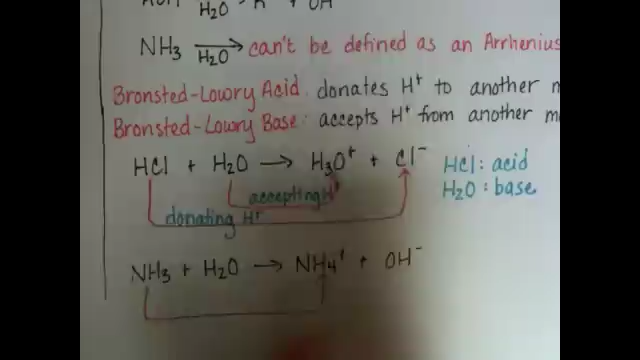 H₂O H⁺ + OH⁻
NH₃ ⟶ can't be defined as an Arrhenius
H₂O
Bronsted-Lowry Acid: donates H⁺ to another
Bronsted-Lowry Base: accepts H⁺ from another
HCl + H₂O ⟶ H₃O⁺ + Cl⁻ HCl: acid
H₂O: base
accepting H⁺
donating H⁺
NH₃ + H₂O ⟶ NH₄⁺ + OH⁻